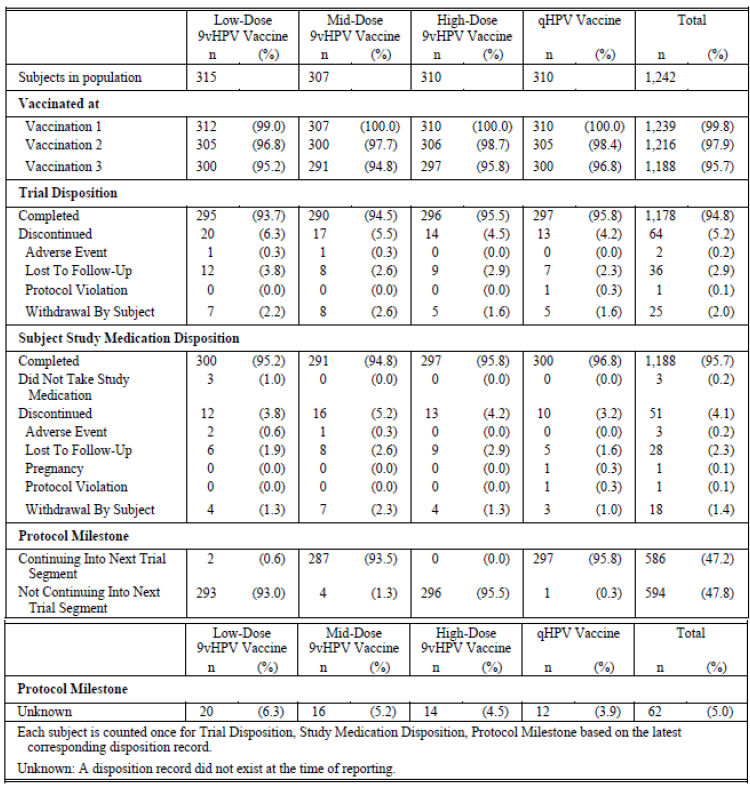 Low-Dose Mid-Dose High-Dose qHPV Vaccine Total
9vHPV Vaccine 9vHPV Vaccine 9vHPV Vaccine
n (%) n (%) n (%) n (%) n (%)
Subjects in population 315 307 310 310 1,242
Vaccinated at
Vaccination 1 312 (99.0) 307 (100.0) 310 (100.0) 310 (100.0) 1,239 (99.8)
Vaccination 2 305 (96.8) 300 (97.7) 306 (98.7) 305 (98.4) 1,216 (97.9)
Vaccination 3 300 (95.2) 291 (94.8) 297 (95.8) 300 (96.8) 1,188 (95.7)
Trial Disposition
Completed 295 (93.7) 290 (94.5) 296 (95.5) 297 (95.8) 1,178 (94.8)
Discontinued 20 (6.3) 17 (5.5) 14 (4.5) 13 (4.2) 64 (5.2)
Adverse Event 1 (0.3) 1 (0.3) 0 (0.0) 0 (0.0) 2 (0.2)
Lost To Follow-Up 12 (3.8) 8 (2.6) 9 (2.9) 7 (2.3) 36 (2.9)
Protocol Violation 0 (0.0) 0 (0.0) 0 (0.0) 1 (0.3) 1 (0.1)
Withdrawal By Subject 7 (2.2) 8 (2.6) 5 (1.6) 5 (1.6) 25 (2.0)
Subject Study Medication Disposition
Completed 300 (95.2) 291 (94.8) 297 (95.8) 300 (96.8) 1,188 (95.7)
Did Not Take Study 3 (1.0) 0 (0.0) 0 (0.0) 0 (0.0) 3 (0.2)
Medication
Discontinued 12 (3.8) 16 (5.2) 13 (4.2) 10 (3.2) 51 (4.1)
Adverse Event 2 (0.6) 1 (0.3) 0 (0.0) 0 (0.0) 3 (0.2)
Lost To Follow-Up 6 (1.9) 8 (2.6) 9 (2.9) 5 (1.6) 28 (2.3)
Pregnancy 0 (0.0) 0 (0.0) 0 (0.0) 1 (0.3) 1 (0.1)
Protocol Violation 0 (0.0) 0 (0.0) 0 (0.0) 1 (0.3) 1 (0.1)
Withdrawal By Subject 4 (1.3) 7 (2.3) 4 (1.3) 3 (1.0) 18 (1.4)
Protocol Milestone
Continuing Into Next Trial 2 (0.6) 287 (93.5) 0 (0.0) 297 (95.8) 586 (47.2)
Segment
Not Continuing Into Next 293 (93.0) 4 (1.3) 296 (95.5) 1 (0.3) 594 (47.8)
Trial Segment
Low-Dose Mid-Dose High-Dose qHPV Vaccine Total
9vHPV Vaccine 9vHPV Vaccine 9vHPV Vaccine
n (%) n (%) n (%) n (%) n (%)
Protocol Milestone
Unknown 20 (6.3) 16 (5.2) 14 (4.5) 12 (3.9) 62 (5.0)
Each subject is counted once for Trial Disposition, Study Medication Disposition, Protocol Milestone based on the latest
corresponding disposition record.
Unknown: A disposition record did not exist at the time of reporting.